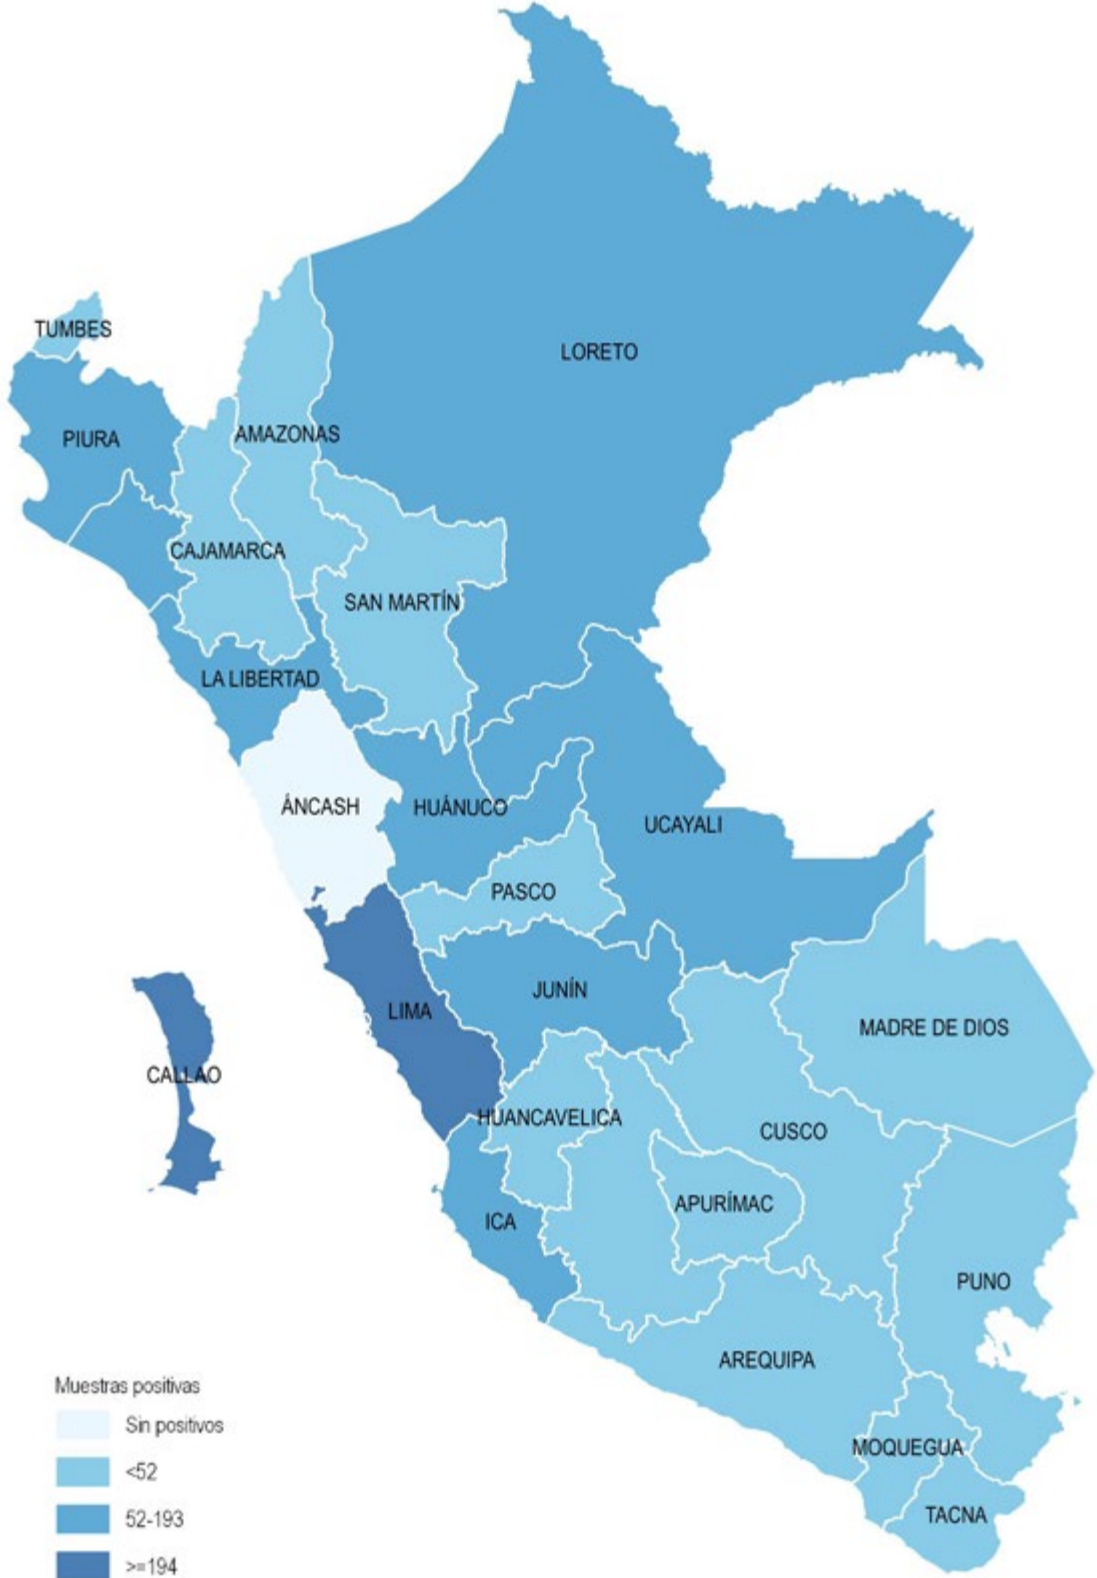 TUMBES
LORETO
PIURA
AMAZONAS
CAJAMARCA
SAN MARTÍN
LA LIBERTAD
ÁNCASH
HUÁNUCO
UCAYALI
PASCO
JUNÍN
LIMA
MADRE DE DIOS
CALLAO
HUANCAVELICA
CUSCO
APURÍMAC
ICA
PUNO
AREQUIPA
MOQUEGUA
TACNA
Muestras positivas
Sin positivos
<52
52-193
>=194